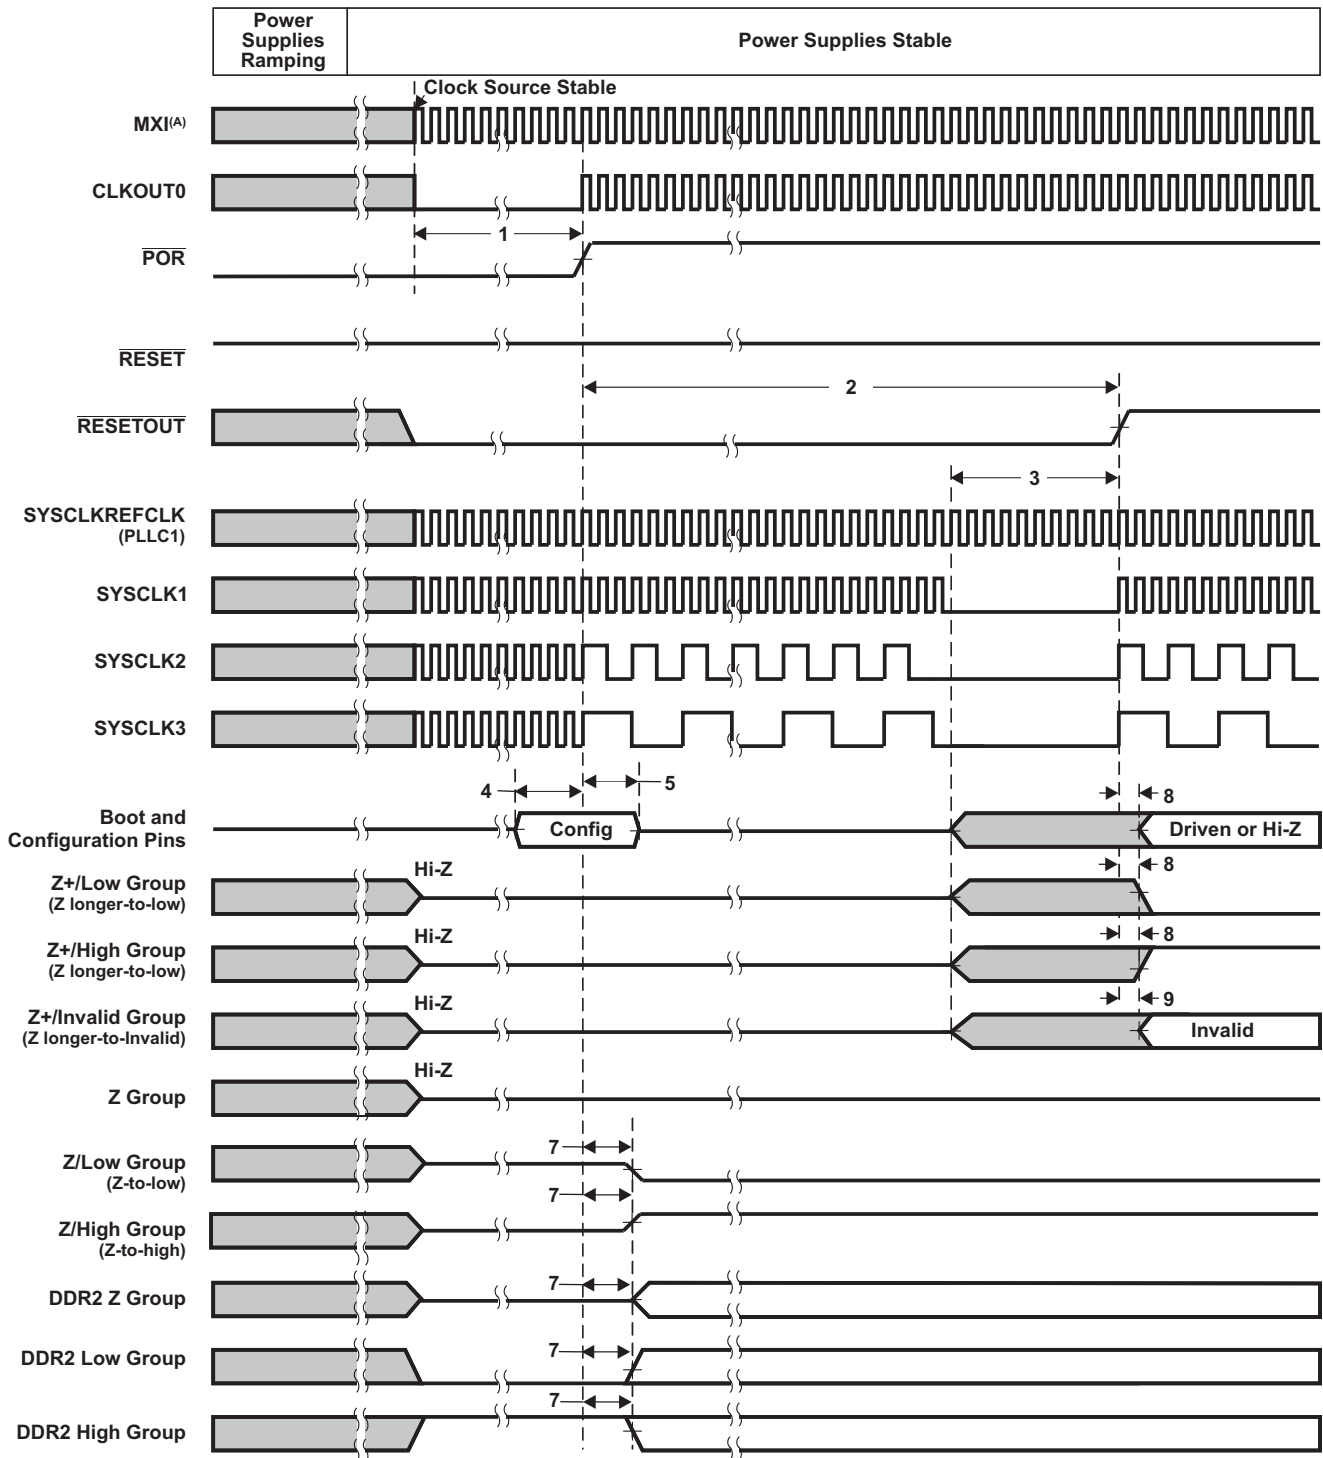 Power
Supplies
Ramping
Power Supplies Stable
Clock Source Stable
MXI(A)
CLKOUT0
1
POR
RESET
2
RESETOUT
3
SYSCLKREFCLK
(PLLC1)
SYSCLK1
SYSCLK2
SYSCLK3
4
5
8
Boot and
Configuration Pins
Config
Driven or Hi-Z
8
Hi-Z
Z+/Low Group
(Z longer-to-low)
8
Hi-Z
Z+/High Group
(Z longer-to-low)
9
Hi-Z
Z+/Invalid Group
(Z longer-to-Invalid)
Invalid
Hi-Z
Z Group
7
Z/Low Group
(Z-to-low)
7
Z/High Group
(Z-to-high)
7
DDR2 Z Group
7
DDR2 Low Group
7
DDR2 High Group